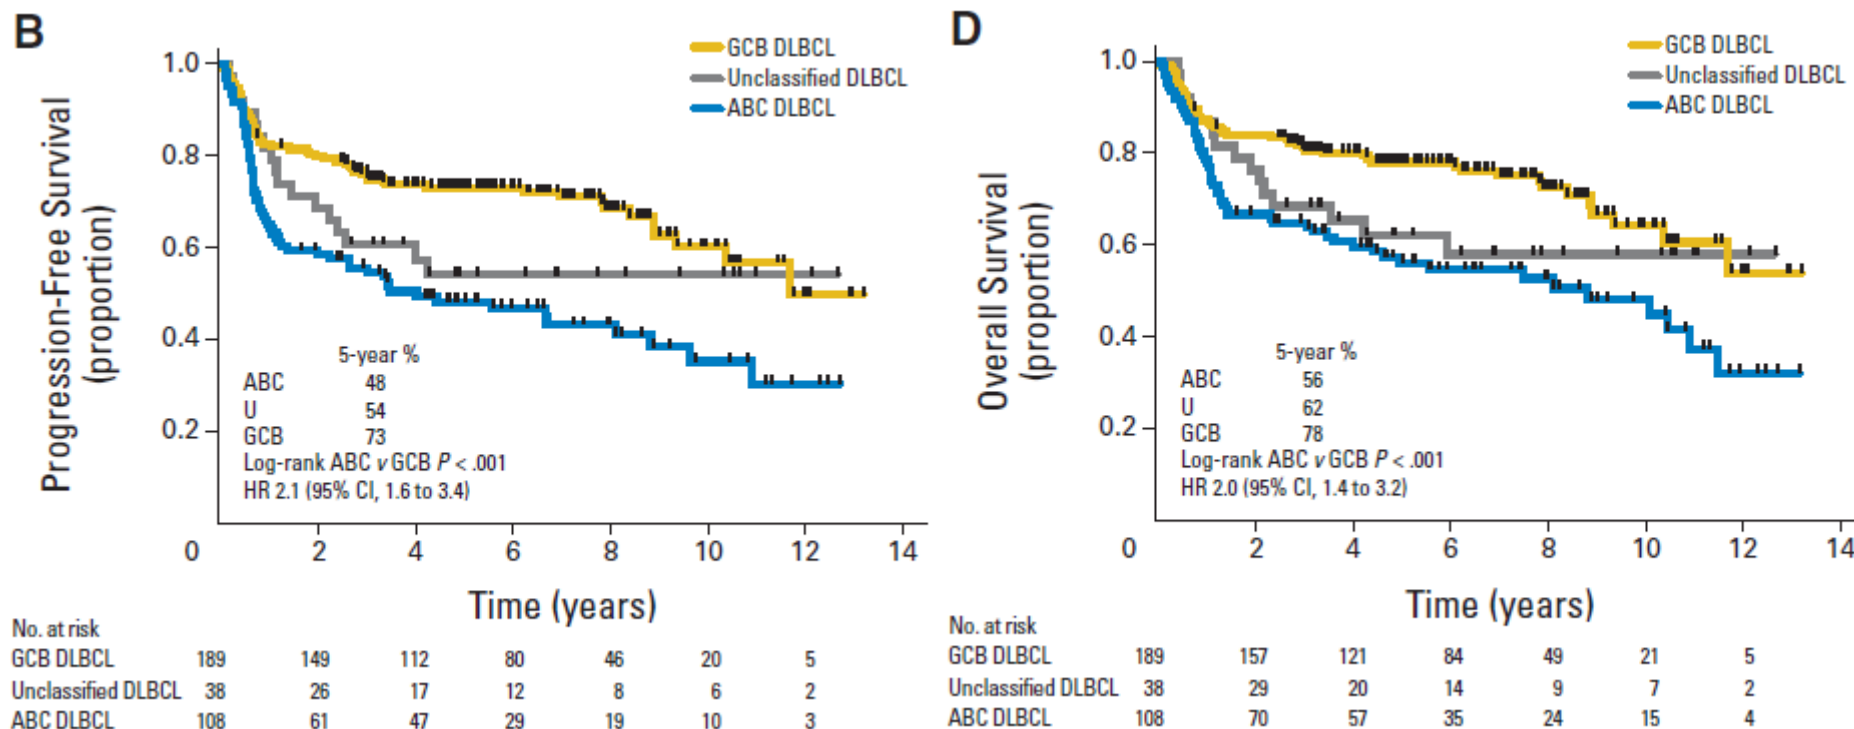 B
Progression-Free Survival
(proportion)
1.0
0.8
0.6
0.4
0.2
0
2
4
6
8
10
12
14
GCB DLBCL
Unclassified DLBCL
ABC DLBCL
5-year %
ABC 48
U 54
GCB 73
Log-rank ABC v GCB P < .001
HR 2.1 (95% CI, 1.6 to 3.4)
Time (years)
No. at risk
GCB DLBCL 189 149 112 80 46 20 5
Unclassified DLBCL 38 26 17 12 8 6 2
ABC DLBCL 108 61 47 29 19 10 3
D
Overall Survival
(proportion)
1.0
0.8
0.6
0.4
0.2
0
2
4
6
8
10
12
14
GCB DLBCL
Unclassified DLBCL
ABC DLBCL
5-year %
ABC 56
U 62
GCB 78
Log-rank ABC v GCB P < .001
HR 2.0 (95% CI, 1.4 to 3.2)
Time (years)
No. at risk
GCB DLBCL 189 157 121 84 49 21 5
Unclassified DLBCL 38 29 20 14 9 7 2
ABC DLBCL 108 70 57 35 24 15 4